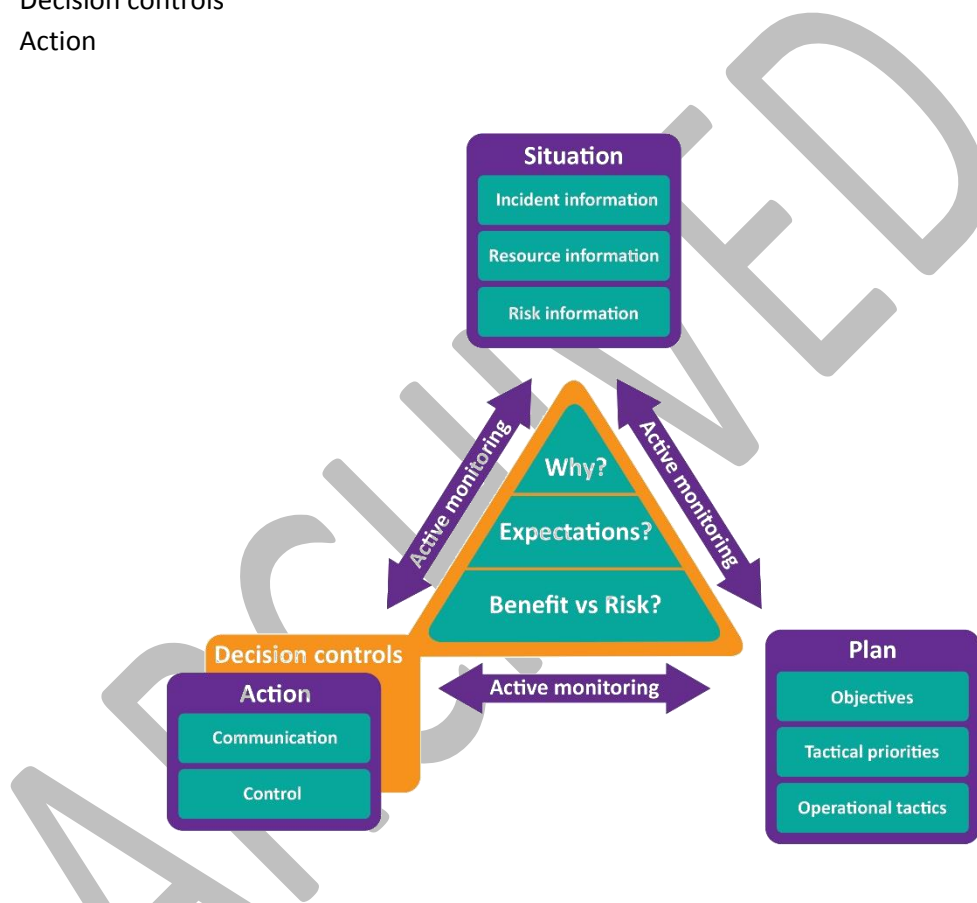 Decision controls
Action
Situation
Incident information
Resource information
Risk information
Active monitoring
Active monitoring
Why?
Expectations?
Benefit vs Risk?
Decision controls
Action
Communication
Control
Active monitoring
Plan
Objectives
Tactical priorities
Operational tactics
ARCHIVED